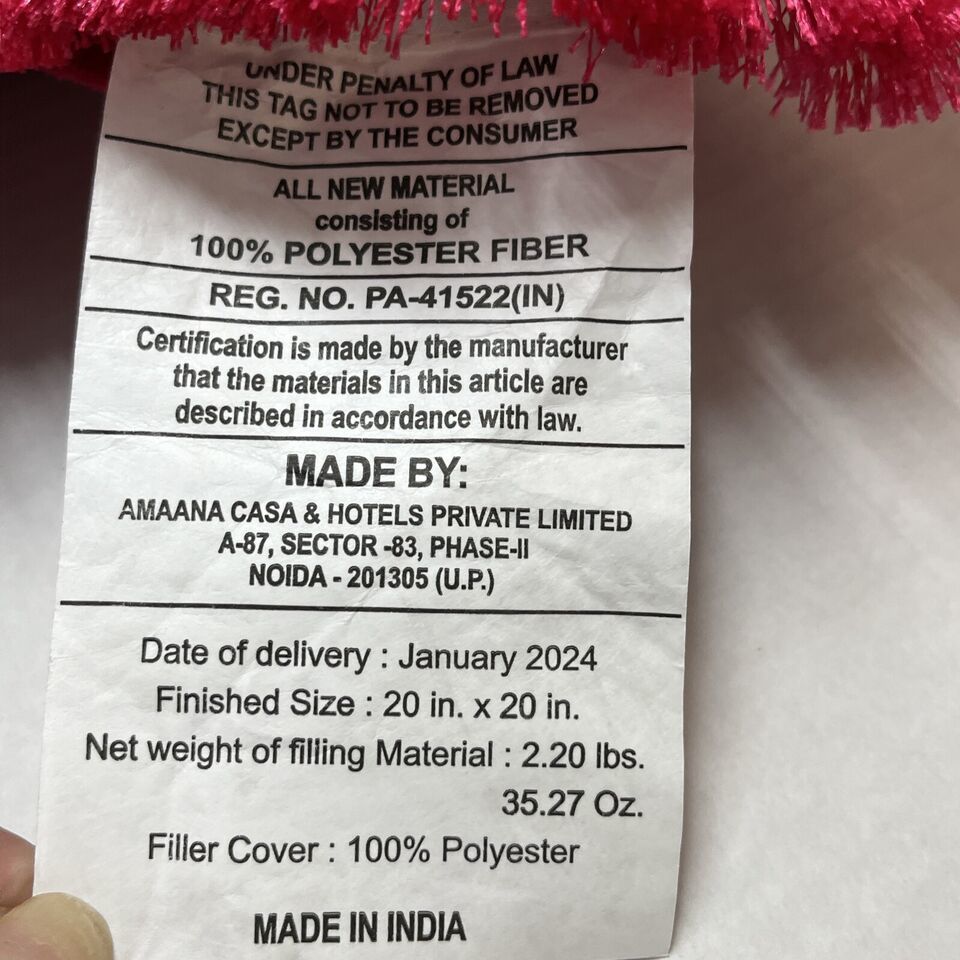 UNDER PENALTY OF LAW
THIS TAG NOT TO BE REMOVED
EXCEPT BY THE CONSUMER
ALL NEW MATERIAL
consisting of
100% POLYESTER FIBER
REG. NO. PA-41522(IN)
Certification is made by the manufacturer
that the materials in this article are
described in accordance with law.
MADE BY:
AMAANA CASA & HOTELS PRIVATE LIMITED
A-87, SECTOR -83, PHASE-II
NOIDA - 201305 (U.P.)
Date of delivery : January 2024
Finished Size : 20 in. x 20 in.
Net weight of filling Material : 2.20 lbs.
35.27 Oz.
Filler Cover : 100% Polyester
MADE IN INDIA